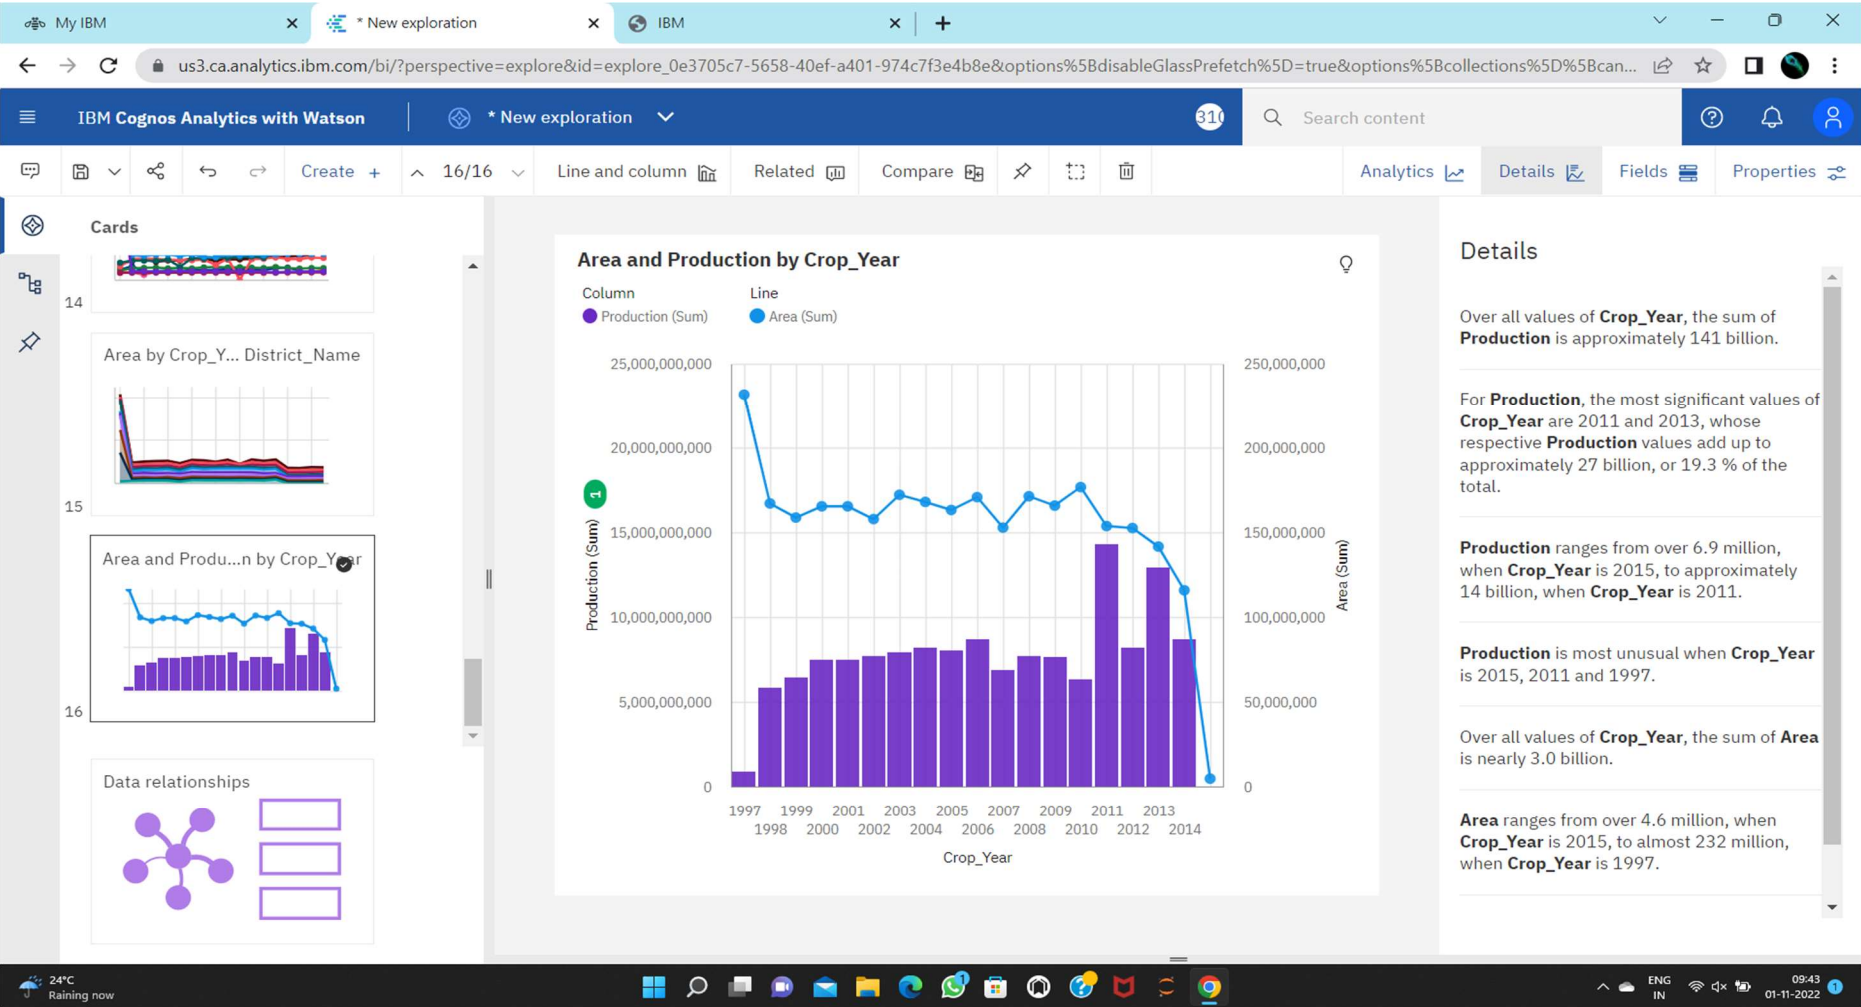 My IBM
* New exploration
IBM
us3.ca.analytics.ibm.com/bi/?perspective=explore&id=explore_0e3705c7-5658-40ef-a401-974c7f3e4b8e&options%5BdisableGlassPrefetch%5D=true&options%5Bcollections%5D%5Bcan...
IBM Cognos Analytics with Watson
* New exploration
310
Search content
Create +
16/16
Line and column
Related
Compare
Analytics
Details
Fields
Properties
Cards
14
Area by Crop_Y... District_Name
15
Area and Produ...n by Crop_Year
16
Data relationships
Area and Production by Crop_Year
Column
Line
Production (Sum)
Area (Sum)
25,000,000,000
20,000,000,000
15,000,000,000
10,000,000,000
5,000,000,000
0
Production (Sum)
1
250,000,000
200,000,000
150,000,000
100,000,000
50,000,000
0
Area (Sum)
1997 1999 2001 2003 2005 2007 2009 2011 2013
1998 2000 2002 2004 2006 2008 2010 2012 2014
Crop_Year
Details
Over all values of Crop_Year, the sum of
Production is approximately 141 billion.
For Production, the most significant values of
Crop_Year are 2011 and 2013, whose
respective Production values add up to
approximately 27 billion, or 19.3 % of the
total.
Production ranges from over 6.9 million,
when Crop_Year is 2015, to approximately
14 billion, when Crop_Year is 2011.
Production is most unusual when Crop_Year
is 2015, 2011 and 1997.
Over all values of Crop_Year, the sum of Area
is nearly 3.0 billion.
Area ranges from over 4.6 million, when
Crop_Year is 2015, to almost 232 million,
when Crop_Year is 1997.
24°C
Raining now
1
ENG
IN
09:43
01-11-2022
1